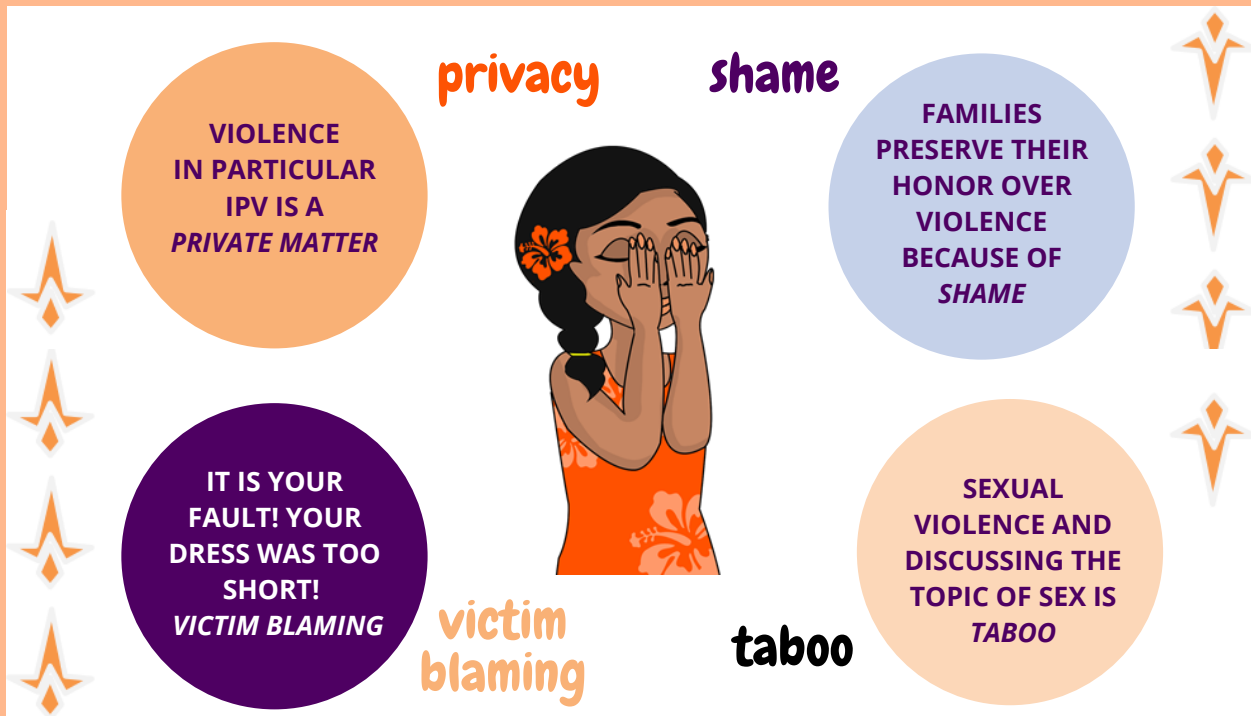 privacy
shame
VIOLENCE
IN PARTICULAR
IPV IS A
PRIVATE MATTER
FAMILIES
PRESERVE THEIR
HONOR OVER
VIOLENCE
BECAUSE OF
SHAME
IT IS YOUR
FAULT! YOUR
DRESS WAS TOO
SHORT!
VICTIM BLAMING
victim
blaming
SEXUAL
VIOLENCE AND
DISCUSSING THE
TOPIC OF SEX IS
TABOO
taboo